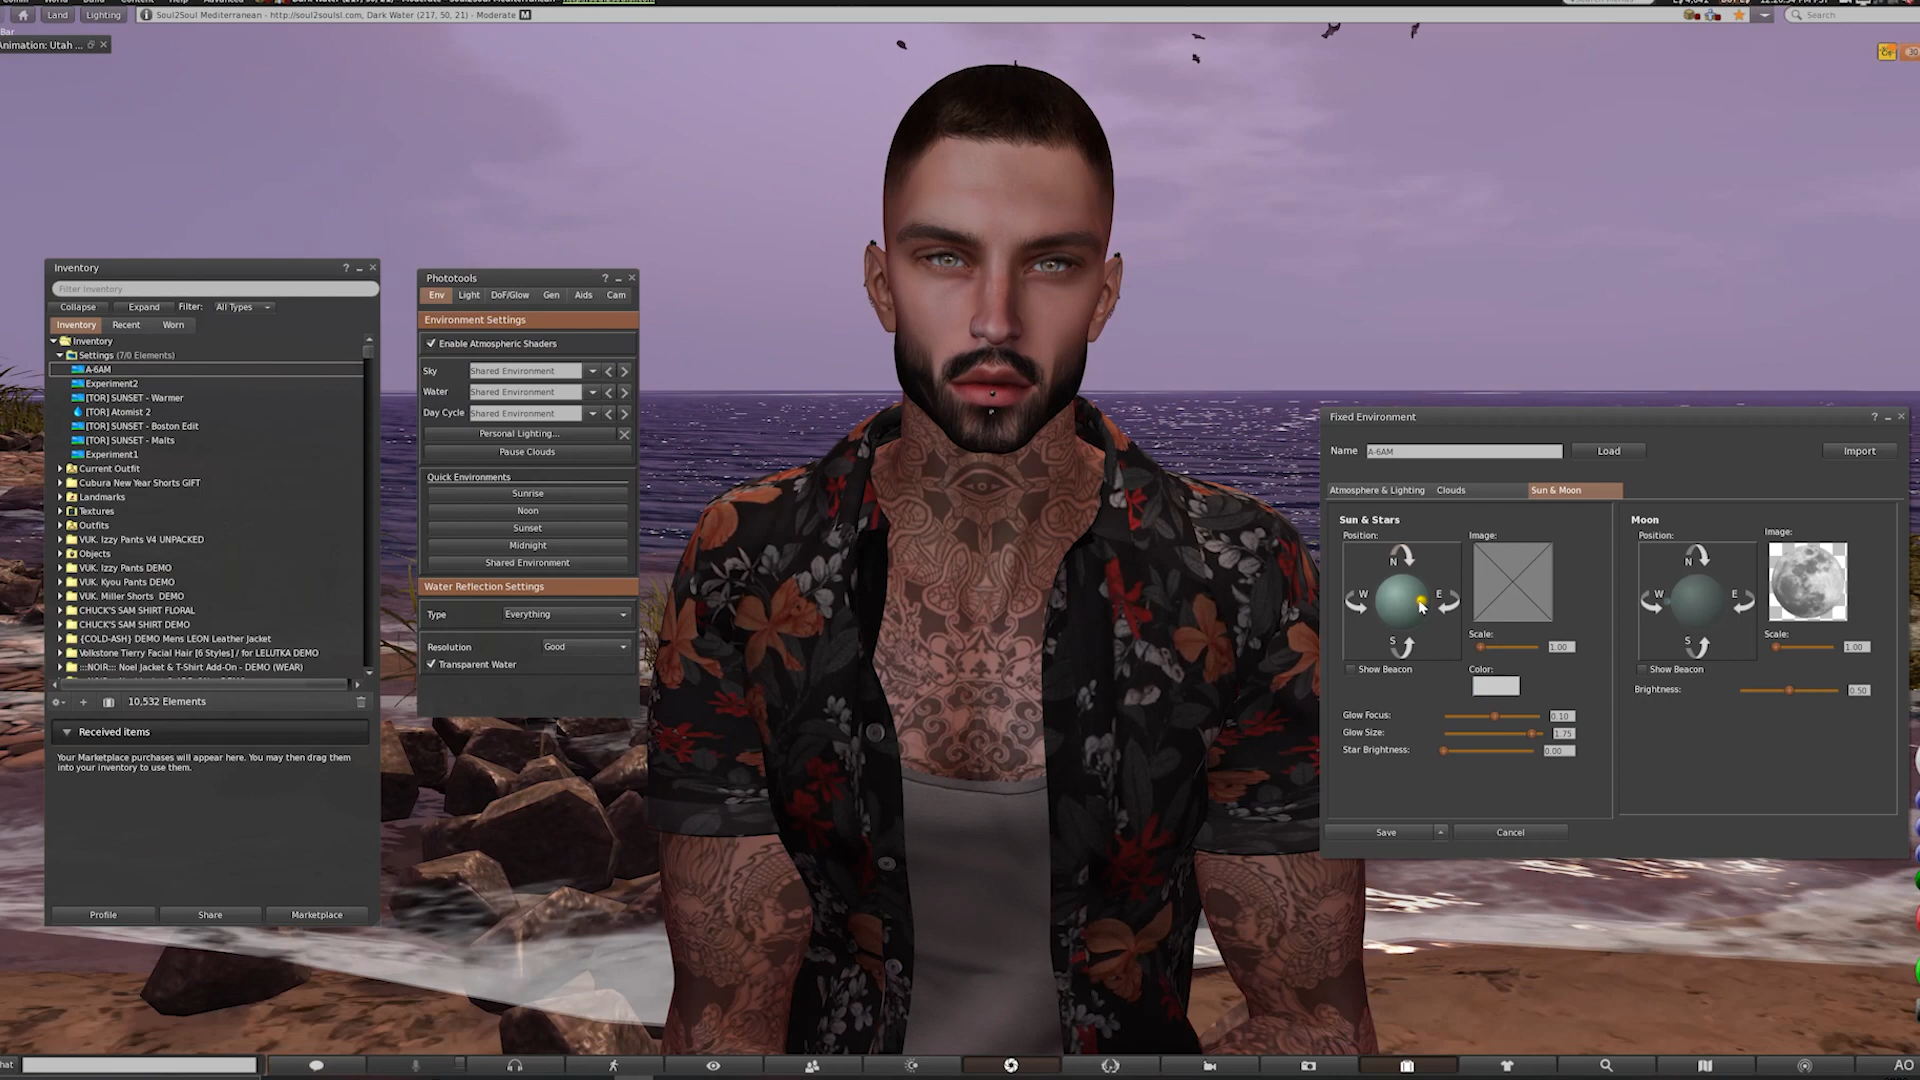 Land
Lighting
Soul2Soul Mediterranean - http://soul2soulsl.com, Dark Water (217, 50, 21) - Moderate M
Search
Bar
Animation: Utah ...
30
Inventory
Filter Inventory
Collapse
Expand
Filter:
All Types
Inventory
Recent
Worn
Inventory
Settings (7/0 Elements)
A-6AM
Experiment2
[TOR] SUNSET - Warmer
[TOR] Atomist 2
[TOR] SUNSET - Boston Edit
[TOR] SUNSET - Malts
Experiment1
Current Outfit
Cubura New Year Shorts GIFT
Landmarks
Textures
Outfits
VUK. Izzy Pants V4 UNPACKED
Objects
VUK. Izzy Pants DEMO
VUK. Kyou Pants DEMO
VUK. Miller Shorts DEMO
CHUCK'S SAM SHIRT FLORAL
CHUCK'S SAM SHIRT DEMO
{COLD-ASH} DEMO Mens LEON Leather Jacket
Volkstone Tierry Facial Hair [6 Styles] / for LELUTKA DEMO
:::NOIR::: Noel Jacket & T-Shirt Add-On - DEMO (WEAR)
10,532 Elements
Received items
Your Marketplace purchases will appear here. You may then drag them
into your inventory to use them.
Profile
Share
Marketplace
Phototools
Env
Light
DoF/Glow
Gen
Aids
Cam
Environment Settings
Enable Atmospheric Shaders
Sky
Shared Environment
Water
Shared Environment
Day Cycle
Shared Environment
Personal Lighting...
Pause Clouds
Quick Environments
Sunrise
Noon
Sunset
Midnight
Shared Environment
Water Reflection Settings
Type
Everything
Resolution
Good
Transparent Water
Fixed Environment
Name
A-6AM
Load
Import
Atmosphere & Lighting
Clouds
Sun & Moon
Sun & Stars
Position:
Image:
N
W
E
S
Scale:
1.00
Show Beacon
Color:
Glow Focus:
0.10
Glow Size:
1.75
Star Brightness:
0.00
Moon
Position:
Image:
N
W
E
S
Scale:
1.00
Show Beacon
Brightness:
0.50
Save
Cancel
hat
AO